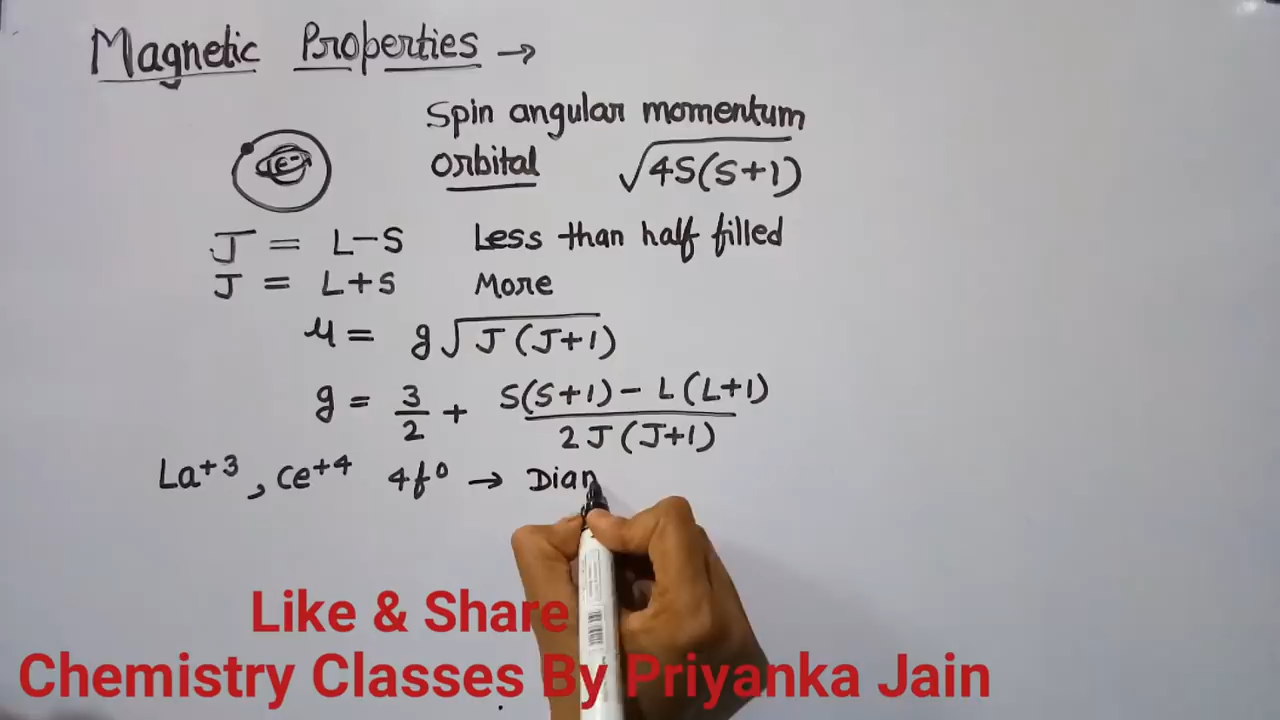 Magnetic Properties →
Spin angular momentum
orbital √4S(S+1)
e-
J = L-S Less than half filled
J = L+S More
μ = g√J(J+1)
g = 3/2 + S(S+1) - L(L+1)/2J(J+1)
La+3, Ce+4 4f⁰ → Dian
Like & Share
Chemistry Classes By Priyanka Jain